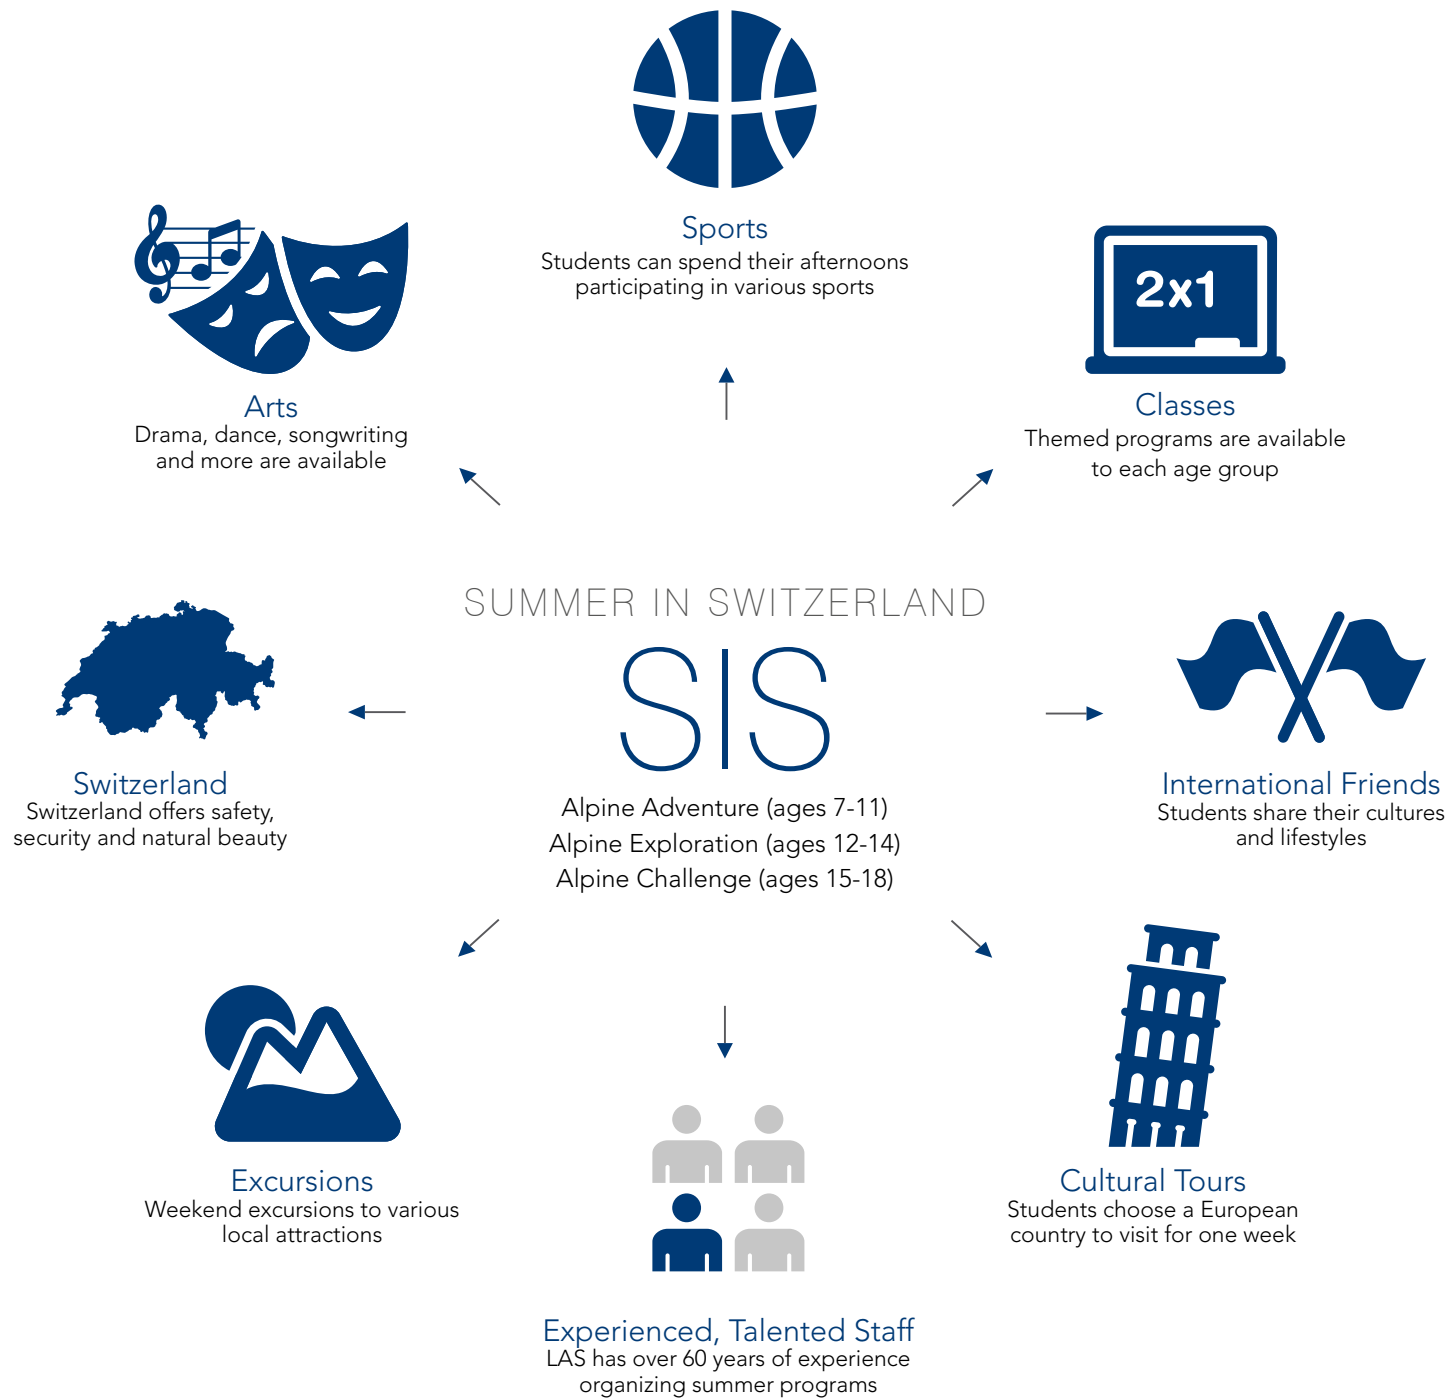 Sports
Students can spend their afternoons
participating in various sports
2x1
Classes
Themed programs are available
to each age group
Arts
Drama, dance, songwriting
and more are available
SUMMER IN SWITZERLAND
SIS
Alpine Adventure (ages 7-11)
Alpine Exploration (ages 12-14)
Alpine Challenge (ages 15-18)
Switzerland
Switzerland offers safety,
security and natural beauty
International Friends
Students share their cultures
and lifestyles
Excursions
Weekend excursions to various
local attractions
Cultural Tours
Students choose a European
country to visit for one week
Experienced, Talented Staff
LAS has over 60 years of experience
organizing summer programs